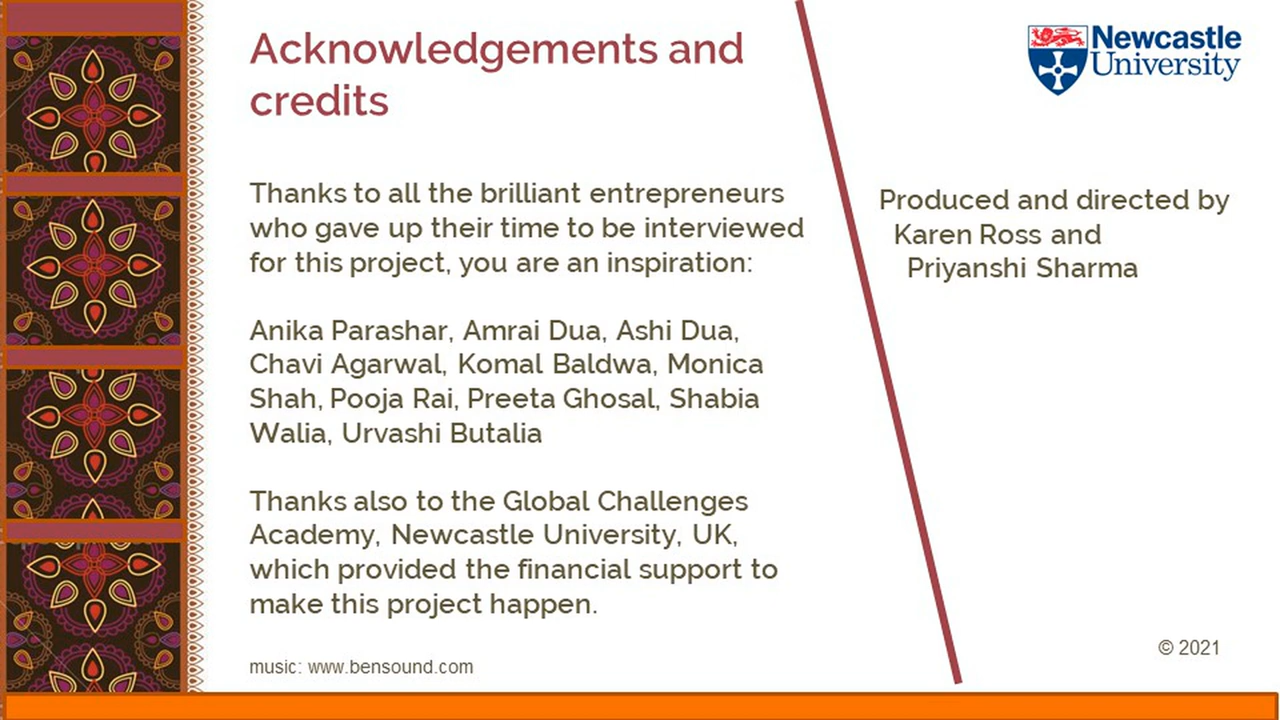 Acknowledgements and
credits
Thanks to all the brilliant entrepreneurs
who gave up their time to be interviewed
for this project, you are an inspiration:
Anika Parashar, Amrai Dua, Ashi Dua,
Chavi Agarwal, Komal Baldwa, Monica
Shah, Pooja Rai, Preeta Ghosal, Shabia
Walia, Urvashi Butalia
Thanks also to the Global Challenges
Academy, Newcastle University, UK,
which provided the financial support to
make this project happen.
music: www.bensound.com
Newcastle
University
Produced and directed by
Karen Ross and
Priyanshi Sharma
© 2021